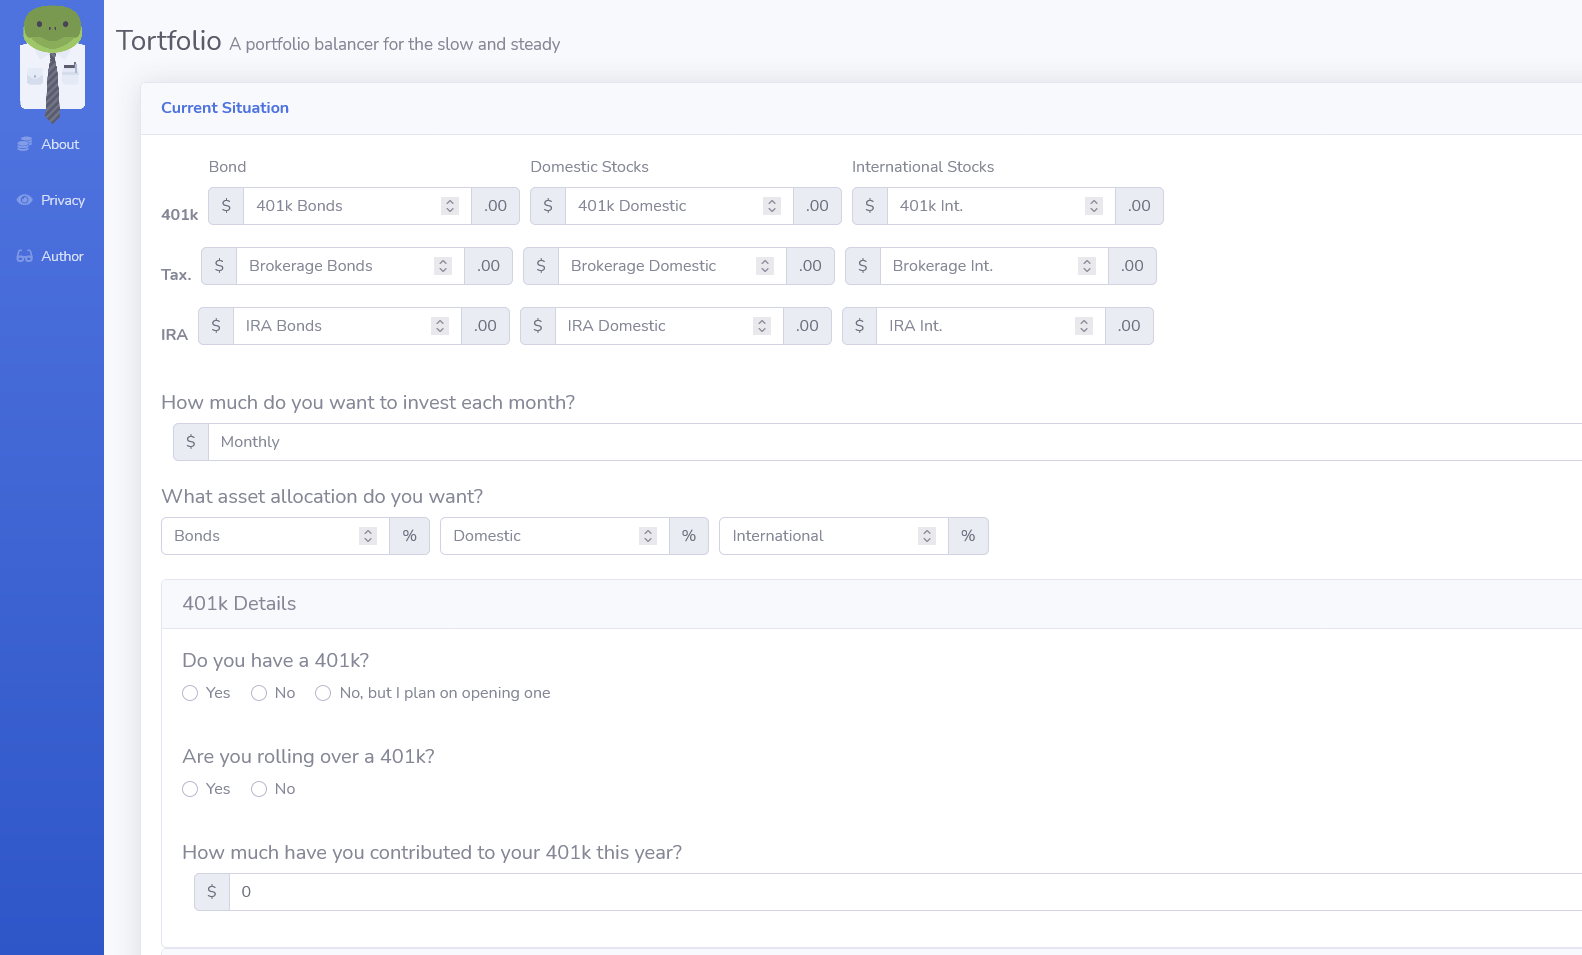 Tortfolio A portfolio balancer for the slow and steady
Current Situation
About
Privacy
Author
Bond Domestic Stocks International Stocks
401k $ 401k Bonds .00 $ 401k Domestic .00 $ 401k Int. .00
Tax. $ Brokerage Bonds .00 $ Brokerage Domestic .00 $ Brokerage Int. .00
IRA $ IRA Bonds .00 $ IRA Domestic .00 $ IRA Int. .00
How much do you want to invest each month?
$ Monthly
What asset allocation do you want?
Bonds % Domestic % International %
401k Details
Do you have a 401k?
Yes No No, but I plan on opening one
Are you rolling over a 401k?
Yes No
How much have you contributed to your 401k this year?
$ 0